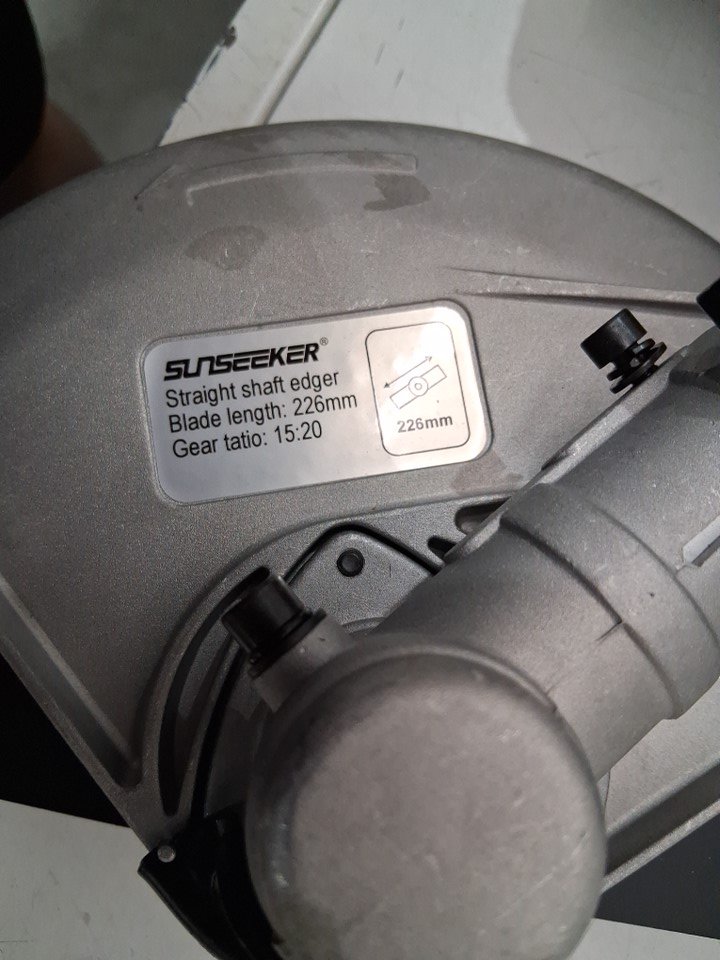 SUNSEEKER®
Straight shaft edger
Blade length: 226mm
Gear tatio: 15:20
226mm